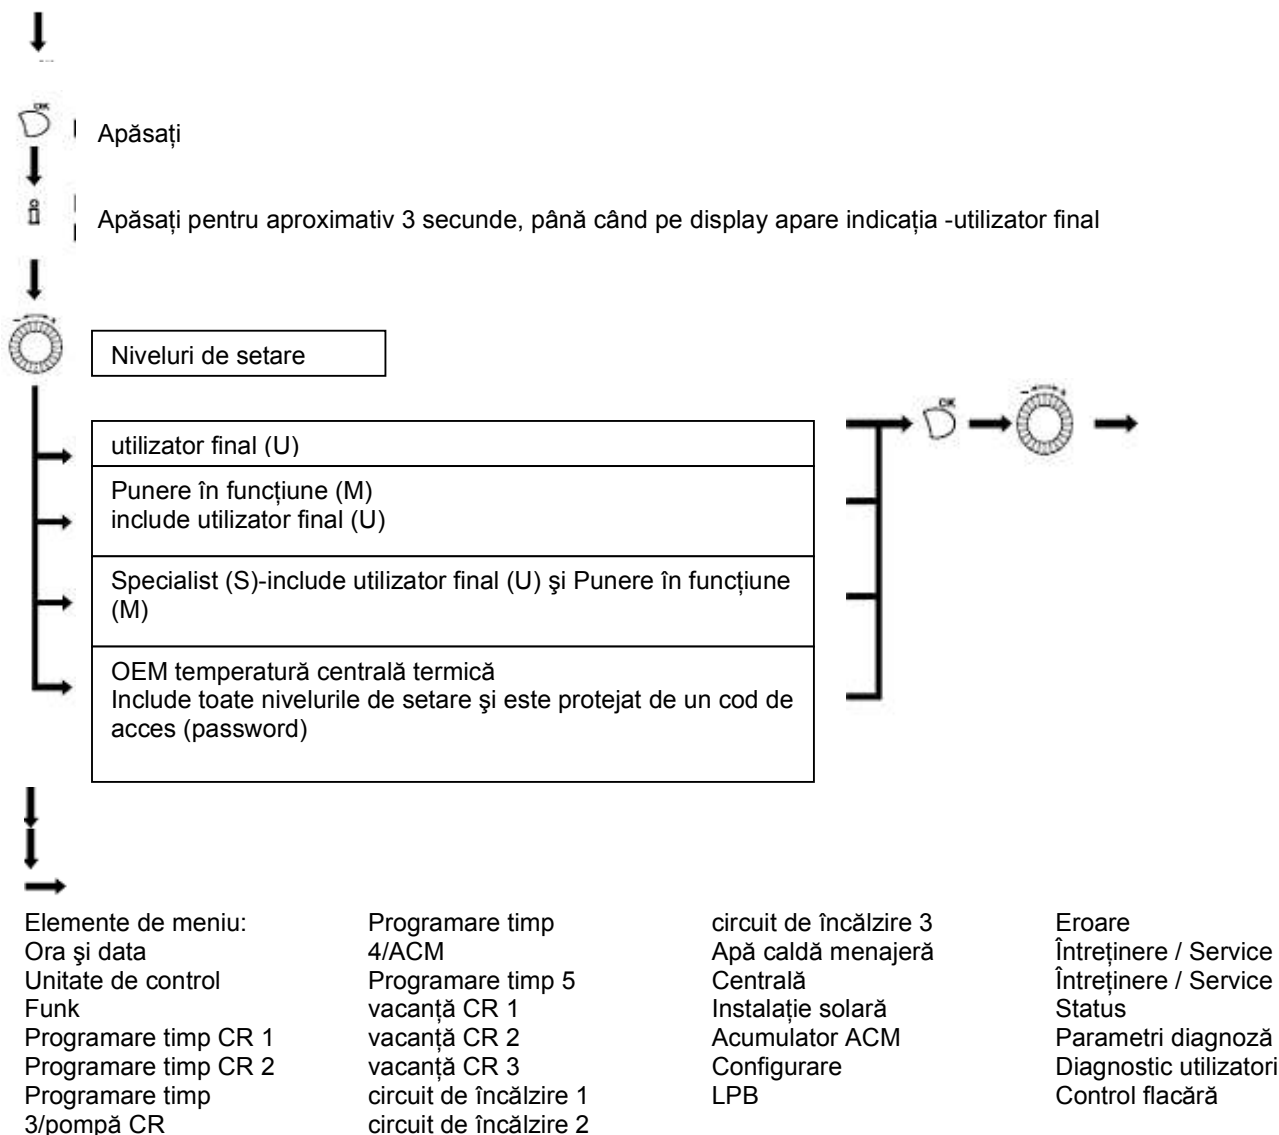 OK
Apăsați
Apăsați pentru aproximativ 3 secunde, până când pe display apare indicația -utilizator final
Niveluri de setare
OK
utilizator final (U)
Punere în funcțiune (M)
include utilizator final (U)
Specialist (S)-include utilizator final (U) şi Punere în funcțiune
(M)
OEM temperatură centrală termică
Include toate nivelurile de setare şi este protejat de un cod de
acces (password)
Elemente de meniu:
Ora şi data
Unitate de control
Funk
Programare timp CR 1
Programare timp CR 2
Programare timp
3/pompă CR
Programare timp
4/ACM
Programare timp 5
vacanță CR 1
vacanță CR 2
vacanță CR 3
circuit de încălzire 1
circuit de încălzire 2
circuit de încălzire 3
Apă caldă menajeră
Centrală
Instalație solară
Acumulator ACM
Configurare
LPB
Eroare
Întreținere / Service
Întreținere / Service
Status
Parametri diagnoză
Diagnostic utilizatori
Control flacără